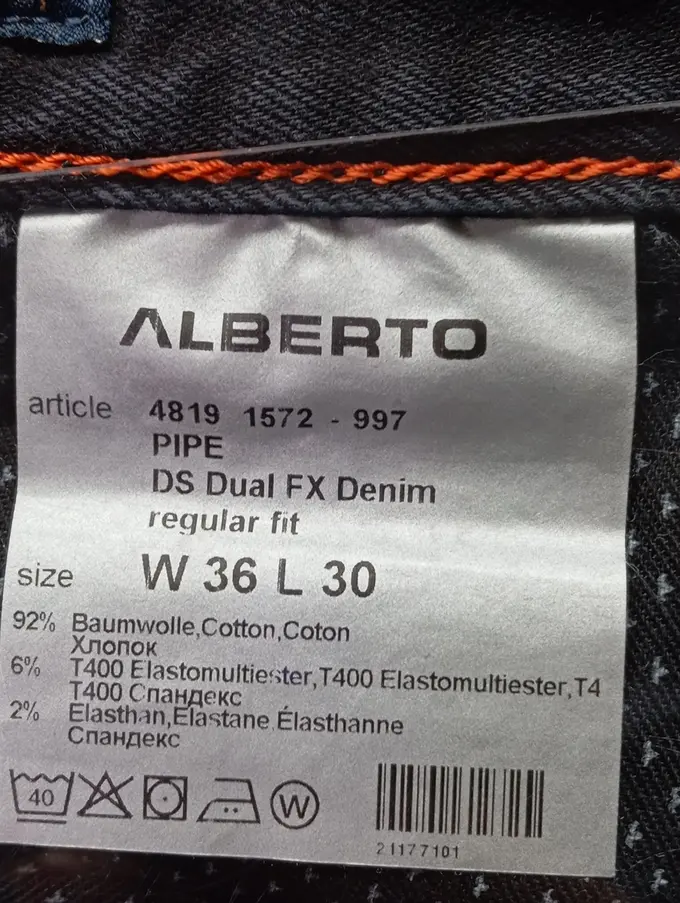 ALBERTO
article 4819 1572 - 997
PIPE
DS Dual FX Denim
regular fit
size W 36 L 30
92% Baumwolle,Cotton,Coton
Хлопок
6% T400 Elastomultiester,T400 Elastomultiester,T4
T400 Спандекс
2% Elasthan,Elastane,Élasthanne
Спандекс
40 W
21177101